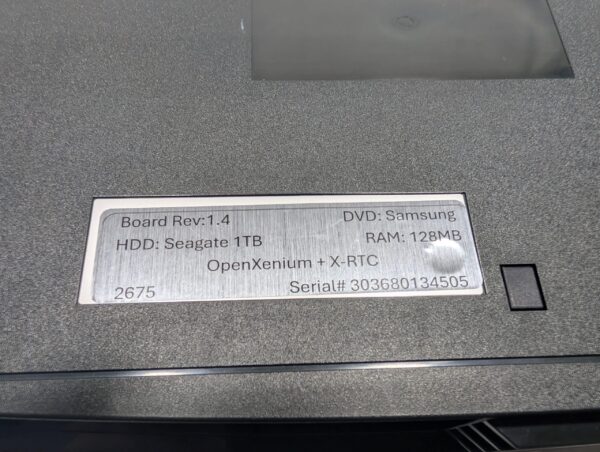 Board Rev:1.4 DVD: Samsung
HDD: Seagate 1TB RAM: 128MB
OpenXenium + X-RTC
2675 Serial# 303680134505